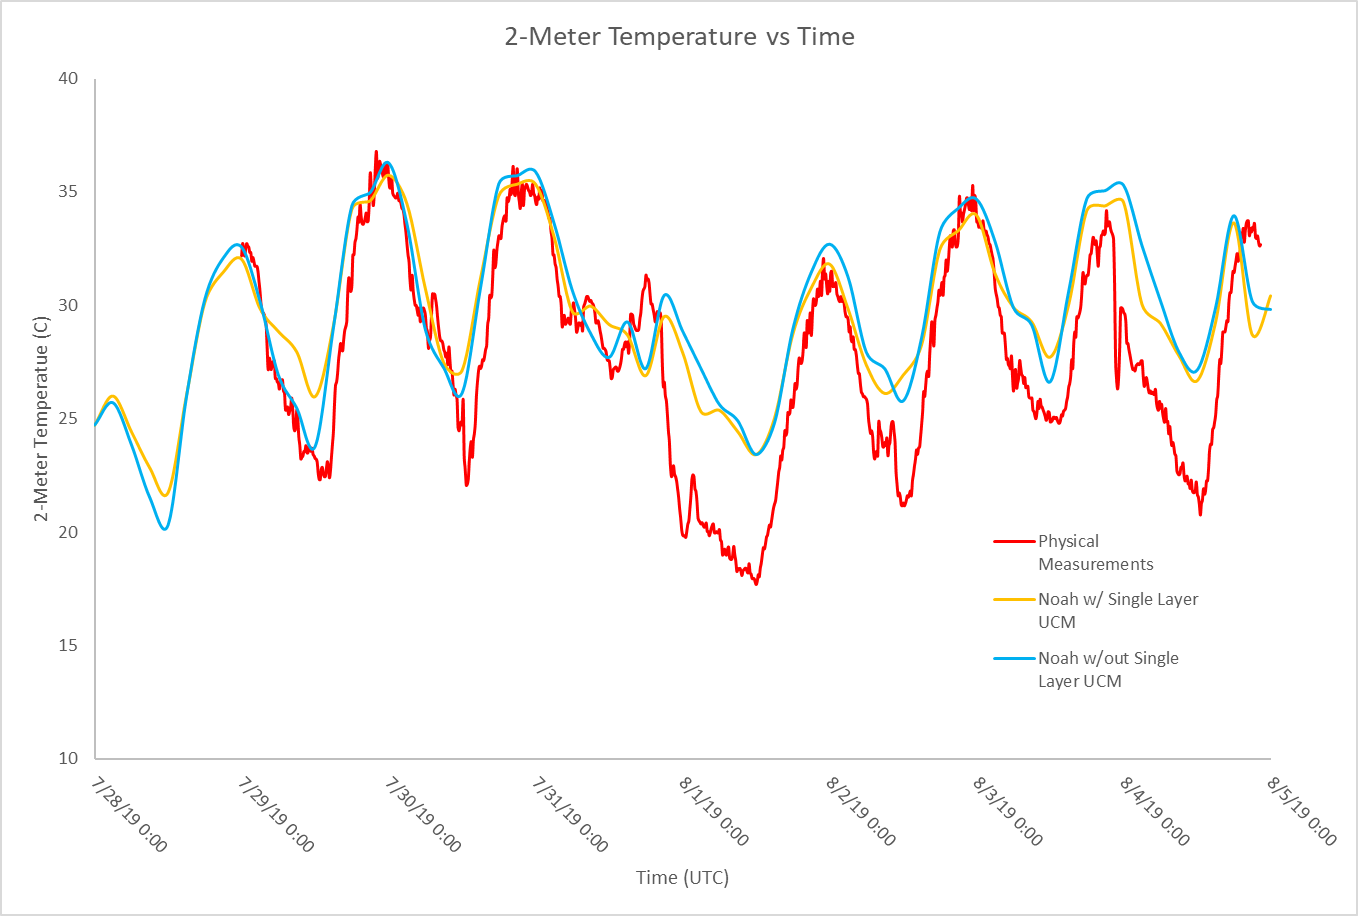 2-Meter Temperature vs Time
40
35
30
25
20
15
10
2-Meter Temperatue (C)
Physical
Measurements
Noah w/ Single Layer
UCM
Noah w/out Single
Layer UCM
7/28/19 0:00
7/29/19 0:00
7/30/19 0:00
7/31/19 0:00
8/1/19 0:00
8/2/19 0:00
8/3/19 0:00
8/4/19 0:00
8/5/19 0:00
Time (UTC)